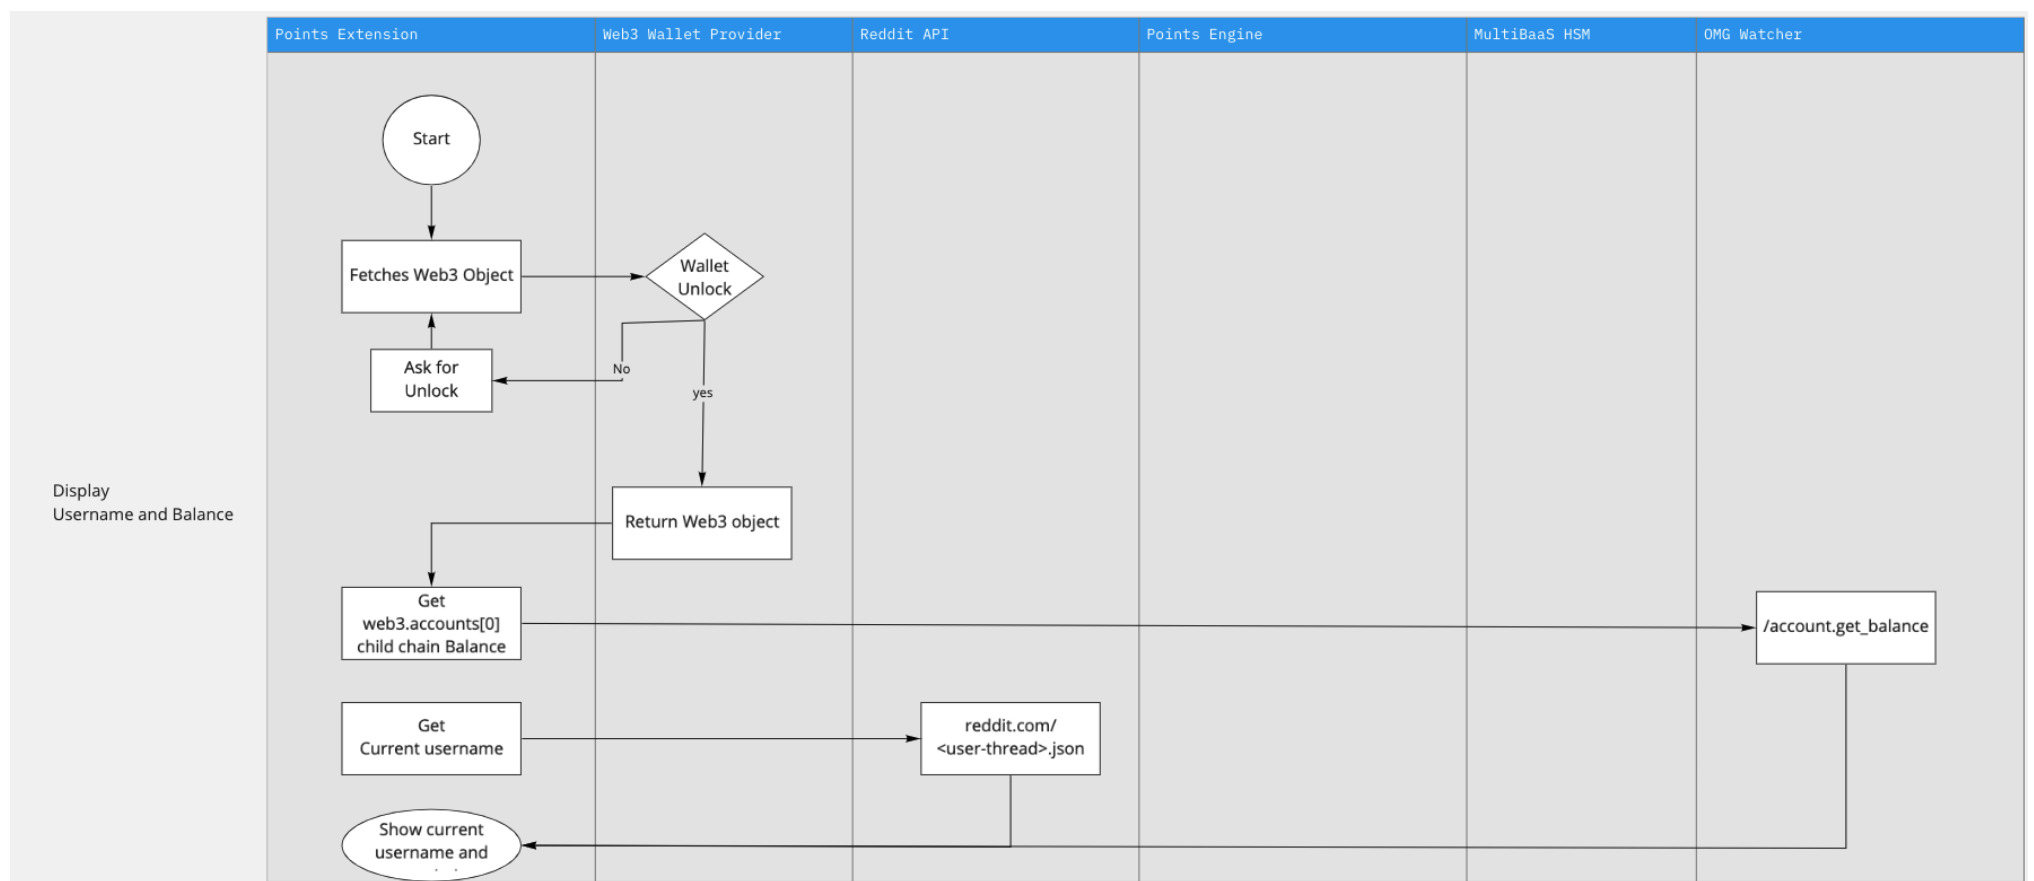 Points Extension
Web3 Wallet Provider
Reddit API
Points Engine
MultiBaaS HSM
OMG Watcher
Start
Fetches Web3 Object
Wallet
Unlock
Ask for
Unlock
No
yes
Display
Username and Balance
Return Web3 object
Get
web3.accounts[0]
child chain Balance
/account.get_balance
Get
Current username
reddit.com/
<user-thread>.json
Show current
username and